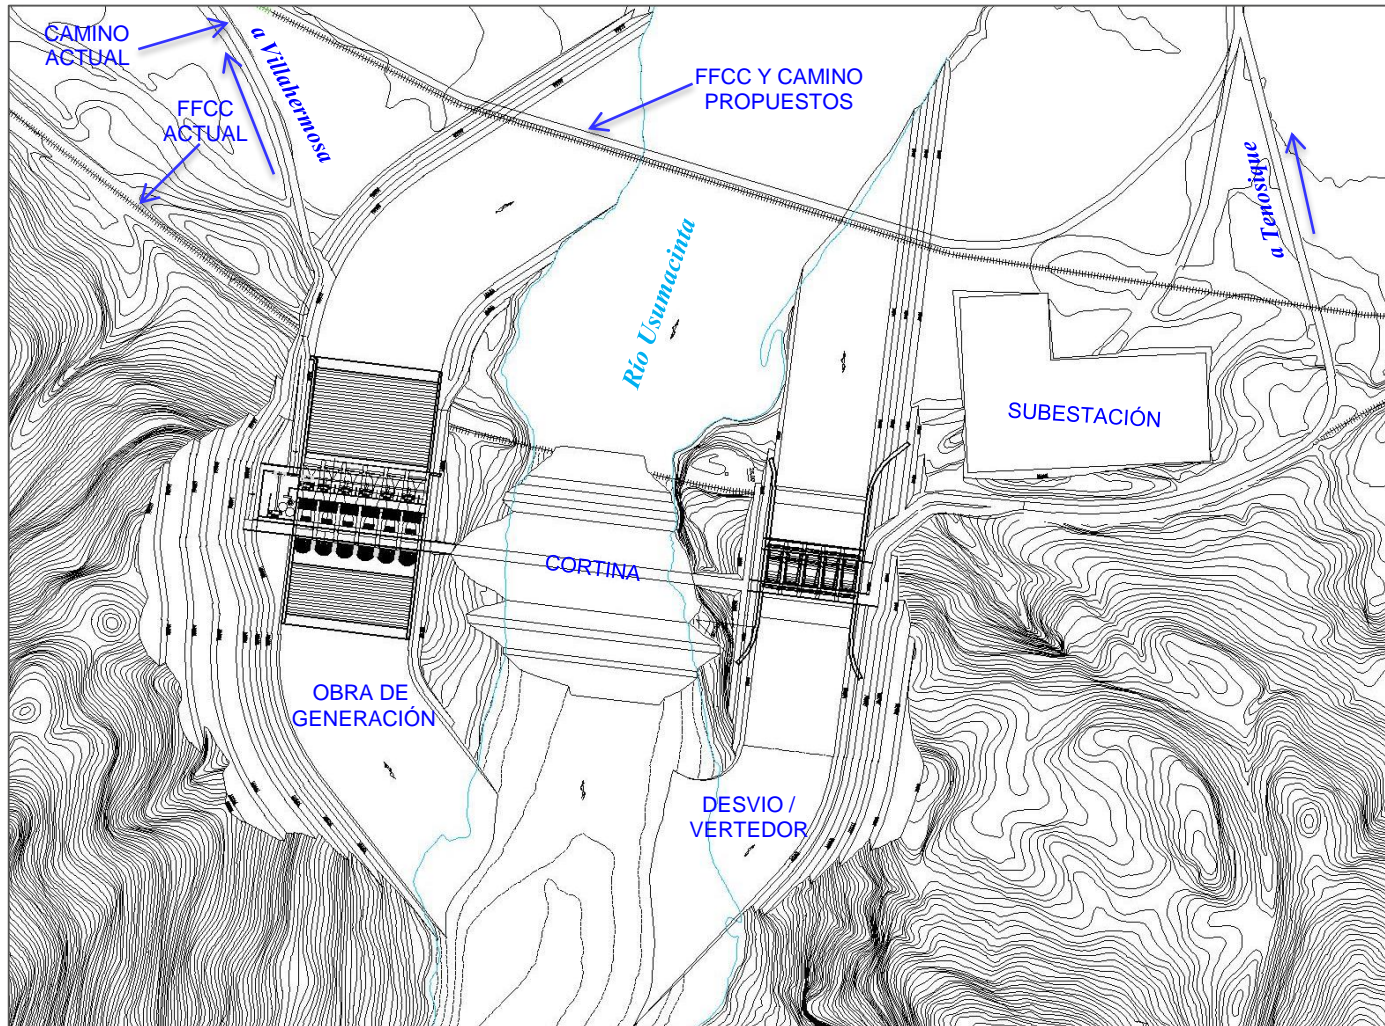 CAMINO
ACTUAL
a Villahermosa
FFCC
ACTUAL
FFCC Y CAMINO
PROPUESTOS
Río Usumacinta
a Tenosique
SUBESTACIÓN
CORTINA
OBRA DE
GENERACIÓN
DESVIO /
VERTEDOR